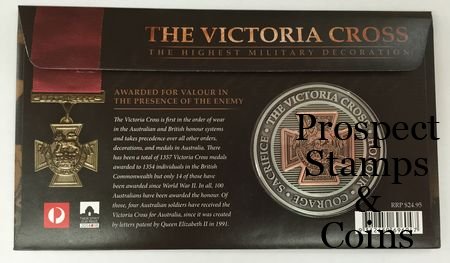 THE VICTORIA CROSS
THE HIGHEST MILITARY DECORATION
AWARDED FOR VALOUR IN
THE PRESENCE OF THE ENEMY
The Victoria Cross is first in the order of wear
in the Australian and British honour systems
and takes precedence over all other orders,
decorations, and medals in Australia. There
has been a total of 1357 Victoria Cross medals
awarded to 1354 individuals in the British
Commonwealth but only 14 of those have
been awarded since World War II. In all, 100
Australians have been awarded the honour. Of
those, four Australian soldiers have received the
Victoria Cross for Australia, since it was created
by letters patent by Queen Elizabeth II in 1991.
THE VICTORIA CROSS
SACRIFICE
COURAGE
RRP $24.95
Prospect
Stamps
&
Coins